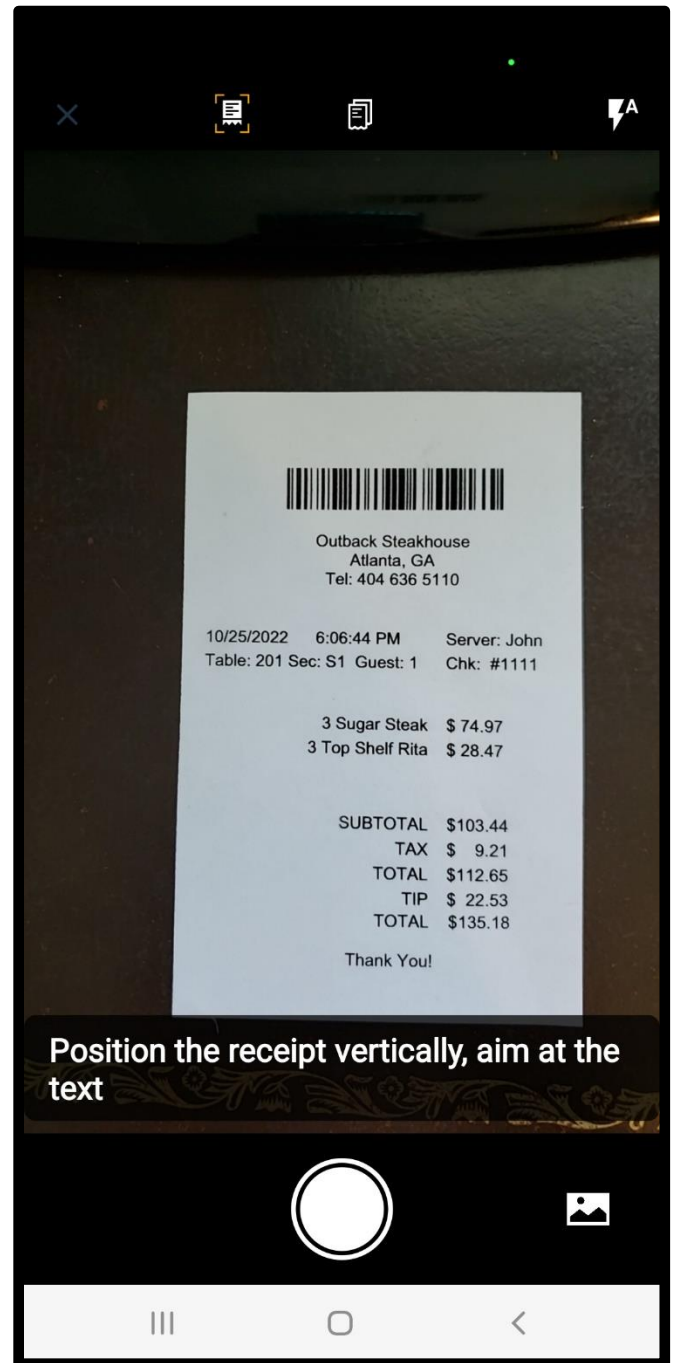 A
Outback Steakhouse
Atlanta, GA
Tel: 404 636 5110
10/25/2022 6:06:44 PM Server: John
Table: 201 Sec: S1 Guest: 1 Chk: #1111
3 Sugar Steak $ 74.97
3 Top Shelf Rita $ 28.47
SUBTOTAL $103.44
TAX $ 9.21
TOTAL $112.65
TIP $ 22.53
TOTAL $135.18
Thank You!
Position the receipt vertically, aim at the
text